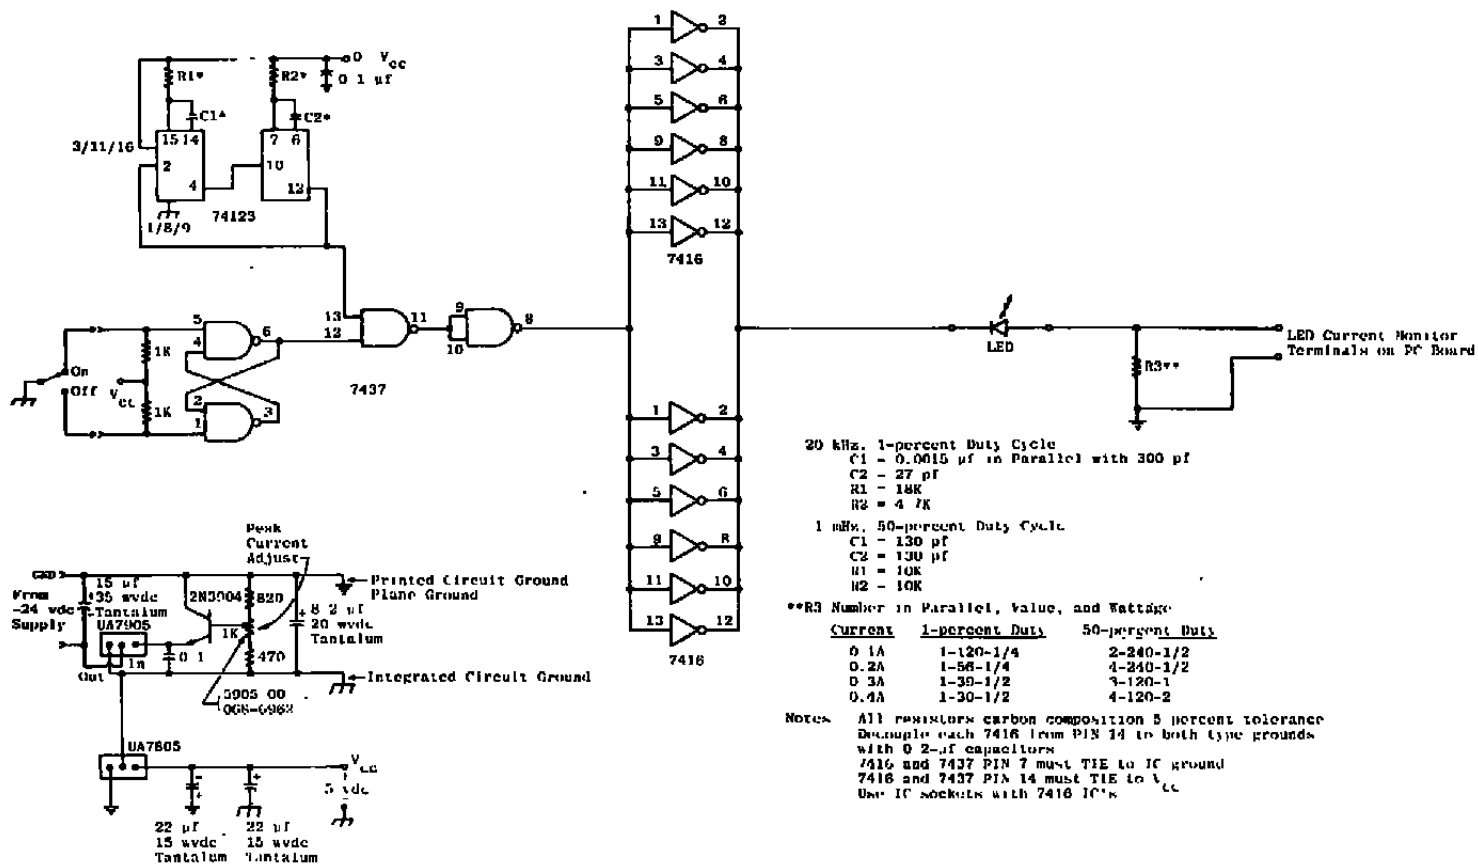 0 V cc
0 1 µf
R1*
R2*
C1*
C2*
15 14
7 6
3/11/16
2
4
10
12
74123
1/8/9
1 2
3 4
5 6
9 8
11 10
13 12
7416
5
4
6
2
1
3
13
12
11
9
10
8
7437
1K
1K
On
Off
V cc
LED
R3**
LED Current Monitor
Terminals on PC Board
1 2
3 4
5 6
9 8
11 10
13 12
7416
20 kHz, 1-percent Duty Cycle
C1 - 0.0015 µf in Parallel with 300 pf
C2 - 27 pf
R1 - 18K
R2 = 4 7K
1 mHz, 50-percent Duty Cycle
C1 - 130 pf
C2 = 130 pf
R1 = 10K
R2 - 10K
**R3 Number in Parallel, Value, and Wattage
Current 1-percent Duty 50-percent Duty
0 1A 1-120-1/4 2-240-1/2
0.2A 1-56-1/4 4-240-1/2
0 3A 1-39-1/2 3-120-1
0.4A 1-30-1/2 4-120-2
Notes All resistors carbon composition 5 percent tolerance
Decouple each 7416 from PIN 14 to both type grounds
with 0 2-µf capacitors
7416 and 7437 PIN 7 must TIE to IC ground
7416 and 7437 PIN 14 must TIE to V cc
Use IC sockets with 7416 IC's
Peak
Current
Adjust
GND
From
-24 vdc
Supply
15 µf
35 wvdc
Tantalum
UA7905
In
Out
2N3904
0 1
820
1K
470
8 2 µf
20 wvdc
Tantalum
Printed Circuit Ground
Plane Ground
Integrated Circuit Ground
5905 00
UA7805
V cc
5 vdc
22 µf
15 wvdc
Tantalum
22 µf
15 wvdc
Tantalum